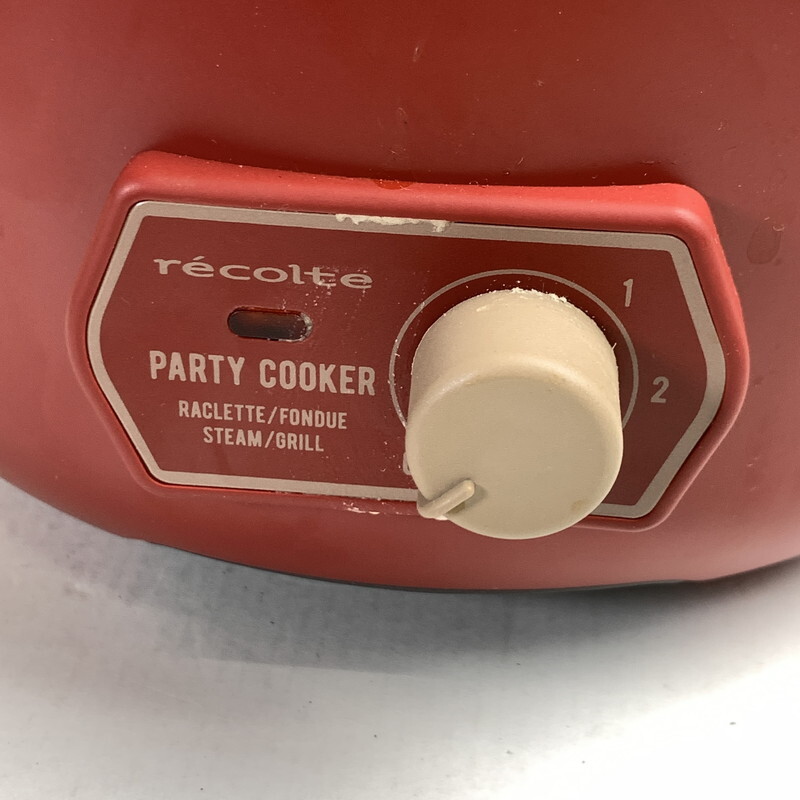 récolte
PARTY COOKER
RACLETTE/FONDUE
STEAM/GRILL
1
2